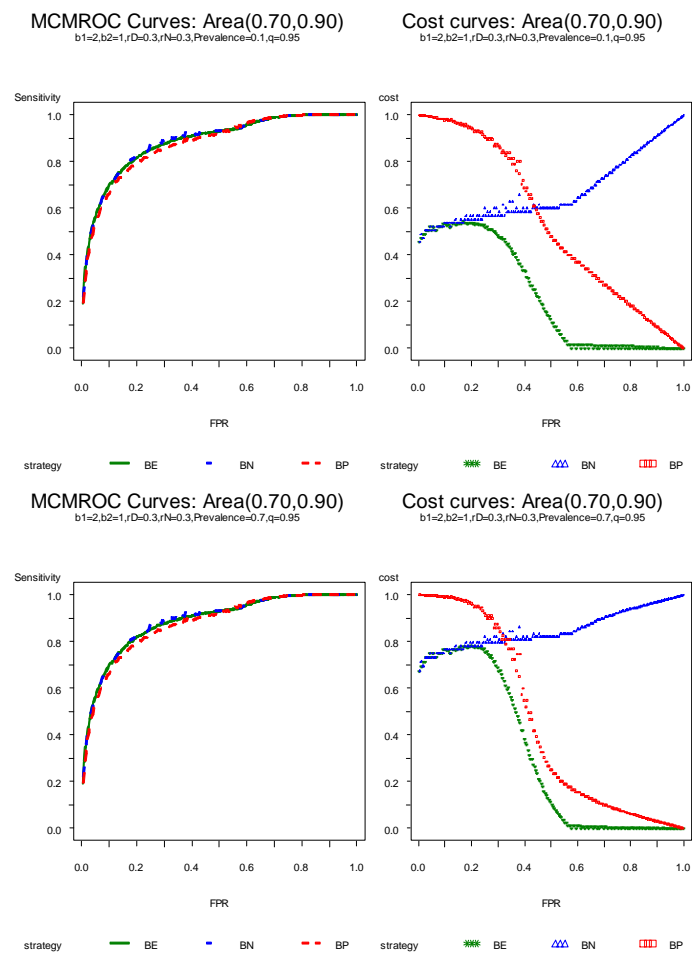 MCMROC Curves: Area(0.70,0.90)
b1=2,b2=1,rD=0.3,rN=0.3,Prevalence=0.1,q=0.95
Sensitivity
1.0
0.8
0.6
0.4
0.2
0.0
0.0 0.2 0.4 0.6 0.8 1.0
FPR
strategy BE BN BP
Cost curves: Area(0.70,0.90)
b1=2,b2=1,rD=0.3,rN=0.3,Prevalence=0.1,q=0.95
cost
1.0
0.8
0.6
0.4
0.2
0.0
0.0 0.2 0.4 0.6 0.8 1.0
FPR
strategy BE BN BP
MCMROC Curves: Area(0.70,0.90)
b1=2,b2=1,rD=0.3,rN=0.3,Prevalence=0.7,q=0.95
Sensitivity
1.0
0.8
0.6
0.4
0.2
0.0
0.0 0.2 0.4 0.6 0.8 1.0
FPR
strategy BE BN BP
Cost curves: Area(0.70,0.90)
b1=2,b2=1,rD=0.3,rN=0.3,Prevalence=0.7,q=0.95
cost
1.0
0.8
0.6
0.4
0.2
0.0
0.0 0.2 0.4 0.6 0.8 1.0
FPR
strategy BE BN BP